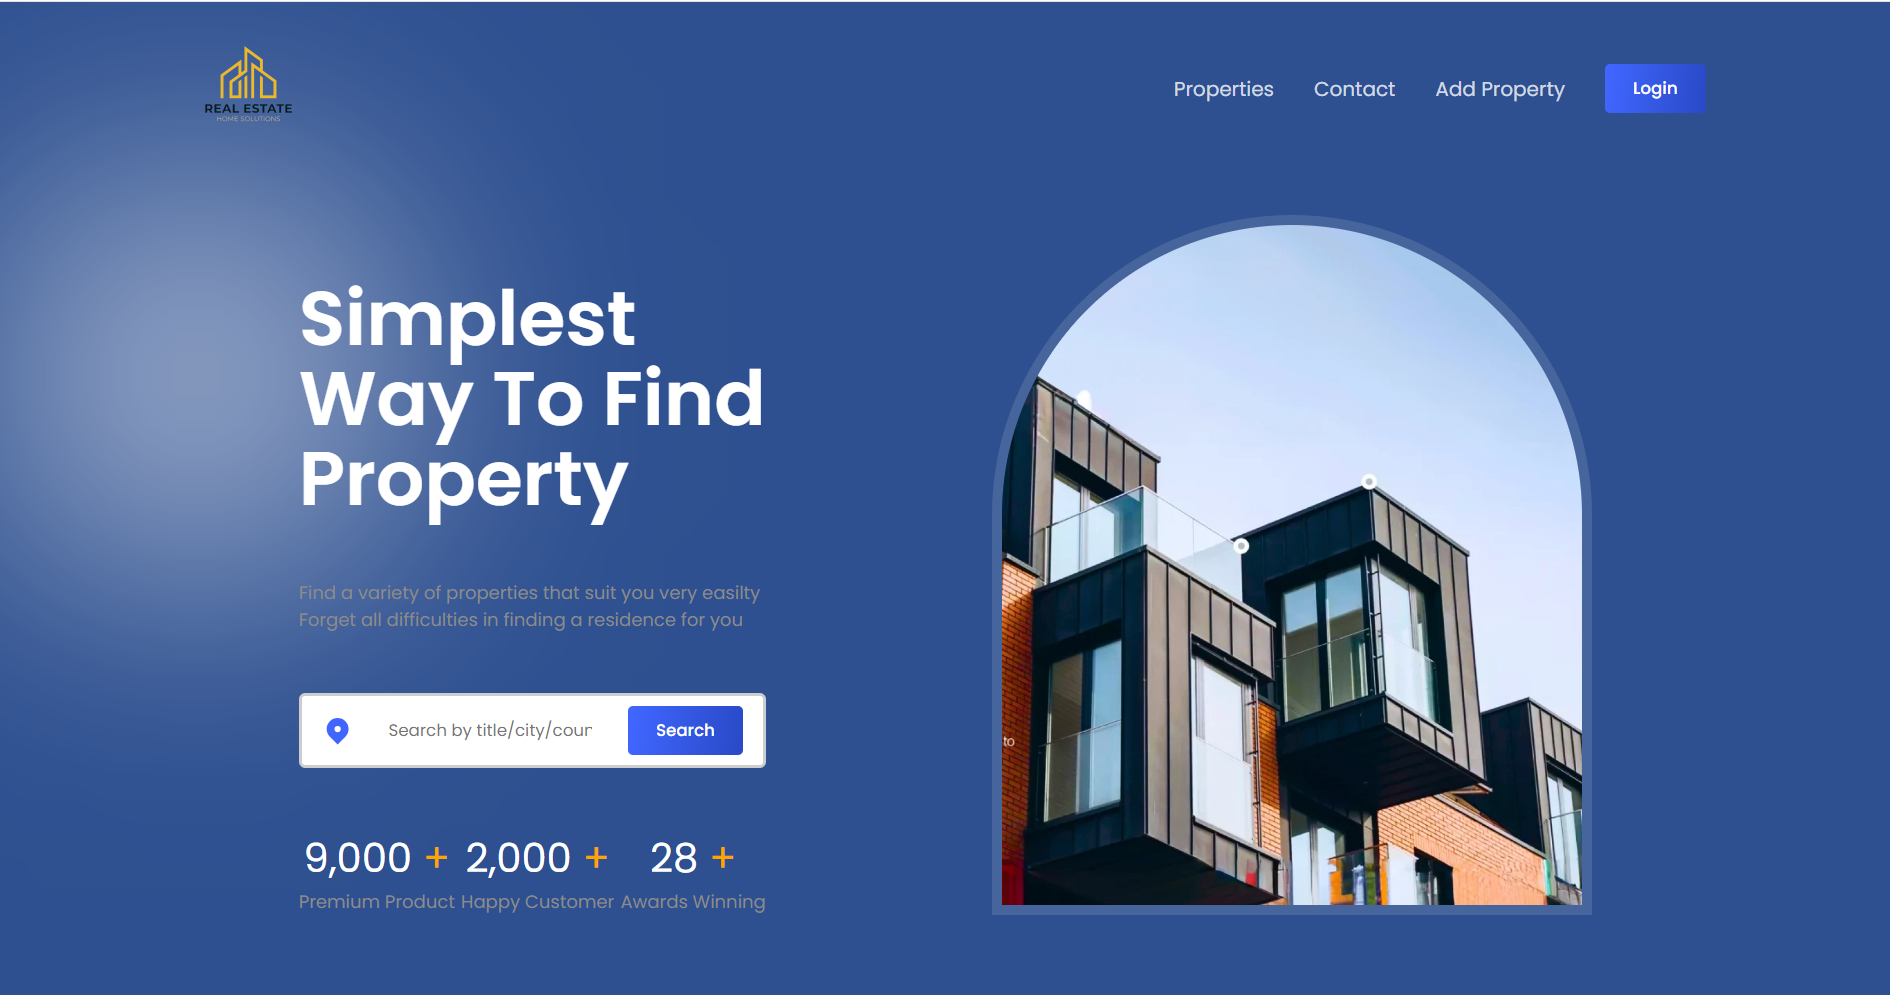 REAL ESTATE
HOME SOLUTIONS
Properties
Contact
Add Property
Login
Simplest
Way To Find
Property
Find a variety of properties that suit you very easilty
Forget all difficulties in finding a residence for you
Search by title/city/coun
Search
9,000 + 2,000 + 28 +
Premium Product Happy Customer Awards Winning
to